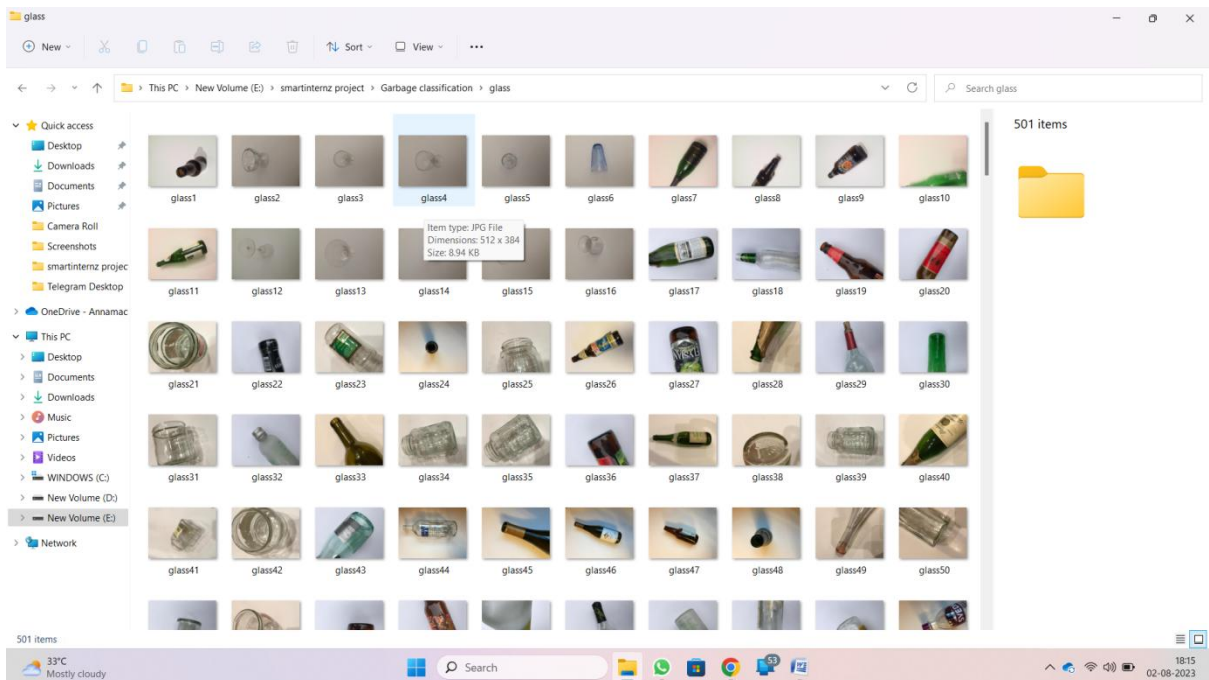 glass
New
Sort
View
This PC > New Volume (E:) > smartinternz project > Garbage classification > glass
Search glass
Quick access
Desktop
Downloads
Documents
Pictures
Camera Roll
Screenshots
smartinternz projec
Telegram Desktop
OneDrive - Annamac
This PC
Desktop
Documents
Downloads
Music
Pictures
Videos
WINDOWS (C:)
New Volume (D:)
New Volume (E:)
Network
glass1 glass2 glass3 glass4 glass5 glass6 glass7 glass8 glass9 glass10
Item type: JPG File
Dimensions: 512 x 384
Size: 8.94 KB
glass11 glass12 glass13 glass14 glass15 glass16 glass17 glass18 glass19 glass20
glass21 glass22 glass23 glass24 glass25 glass26 glass27 glass28 glass29 glass30
glass31 glass32 glass33 glass34 glass35 glass36 glass37 glass38 glass39 glass40
glass41 glass42 glass43 glass44 glass45 glass46 glass47 glass48 glass49 glass50
501 items
501 items
33°C
Mostly cloudy
Search
53
18:15
02-08-2023